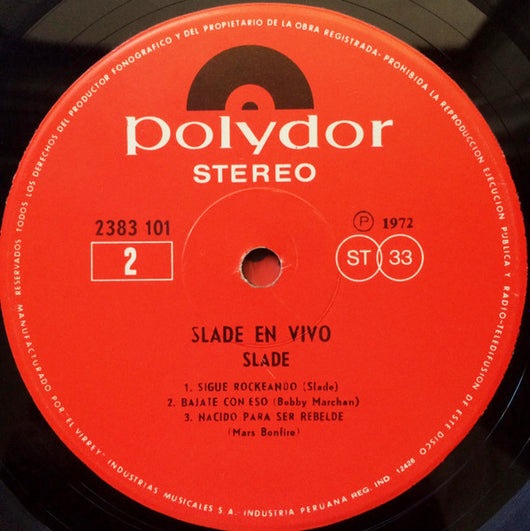 RESERVADOS TODOS LOS DERECHOS DEL PRODUCTOR FONOGRAFICO Y DEL PROPIETARIO DE LA OBRA REGISTRADA-PROHIBIDA LA REPRODUCCION EJECUCION PUBLICA Y RADIO-TELEDIFUSION DE ESTE DISCO
polydor
STEREO
2383 101
Ⓟ 1972
2
ST 33
SLADE EN VIVO
SLADE
1. SIGUE ROCKEANDO (Slade)
2. BAJATE CON ESO (Bobby Marchan)
3. NACIDO PARA SER REBELDE
(Mars Bonfire)
MANUFACTURADO POR "EL VIRREY" INDUSTRIAS MUSICALES S.A. - INDUSTRIA PERUANA REG. IND. 12426